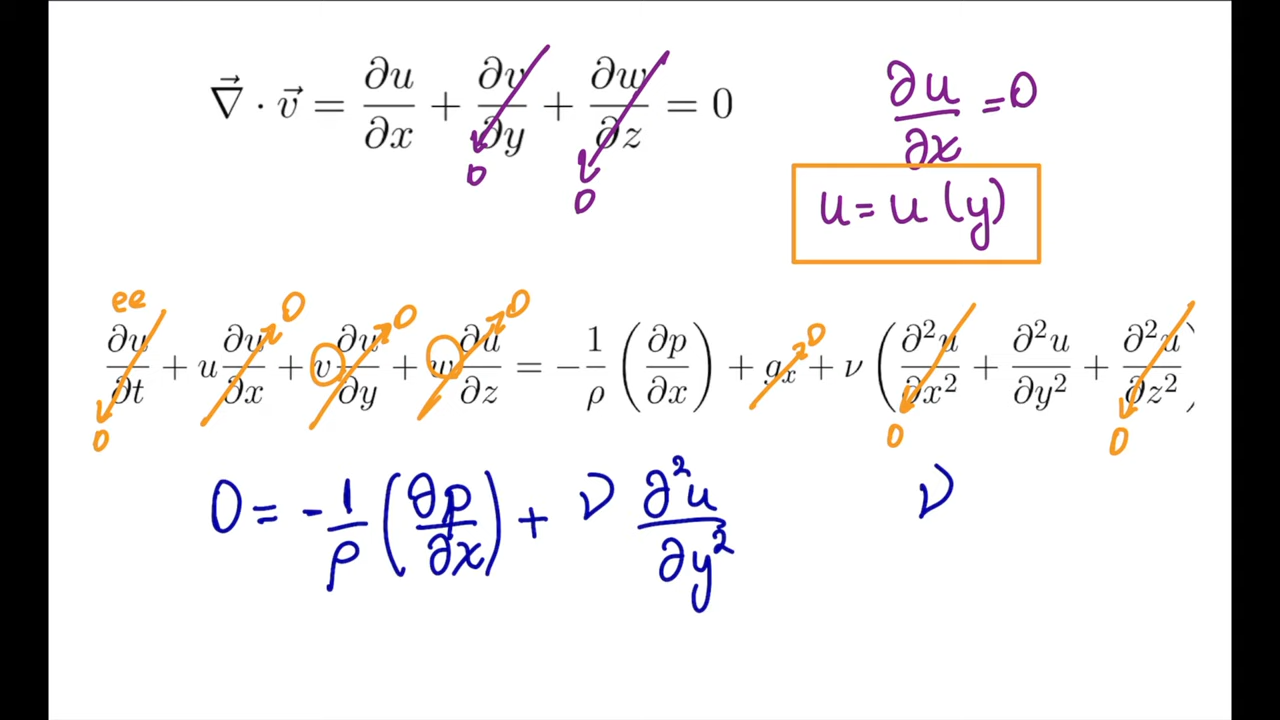 ∇⃗ · v⃗ = ∂u/∂x + ∂v/∂y + ∂w/∂z = 0
0 0
∂u/∂x = 0
u = u (y)
ee 0 0 0 0
∂u/∂t + u ∂u/∂x + v ∂u/∂y + w ∂u/∂z = - 1/ρ (∂p/∂x) + gₓ + ν (∂²u/∂x² + ∂²u/∂y² + ∂²u/∂z²)
0 0 0
0 = - 1/ρ (∂p/∂x) + ν ∂²u/∂y²
ν